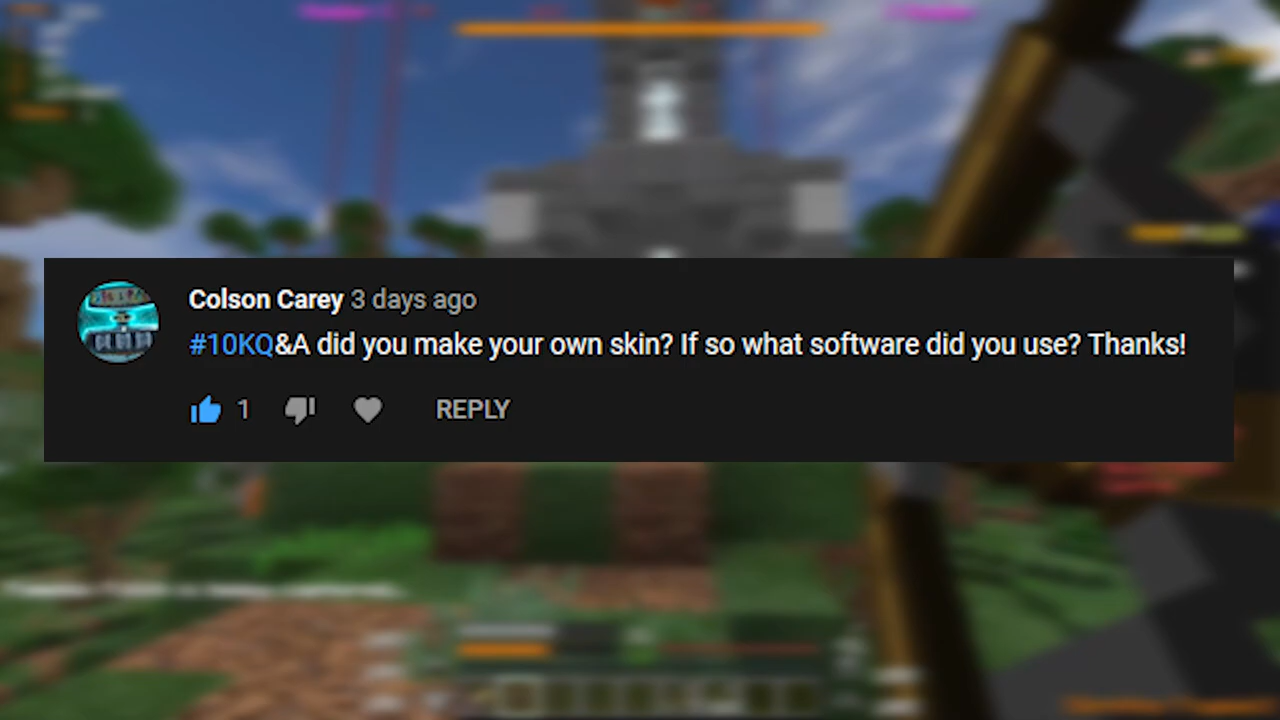 Colson Carey 3 days ago
#10KQ&A did you make your own skin? If so what software did you use? Thanks!
1
REPLY